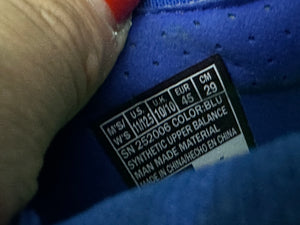 M'S/ U.S. U.K. EUR CM
W'S 11/12.5 10/10 45 29
SN 252006 COLOR:BLU
SYNTHETIC UPPER BALANCE
MAN MADE MATERIAL
MADE IN CHINA/HECHO EN CHINA